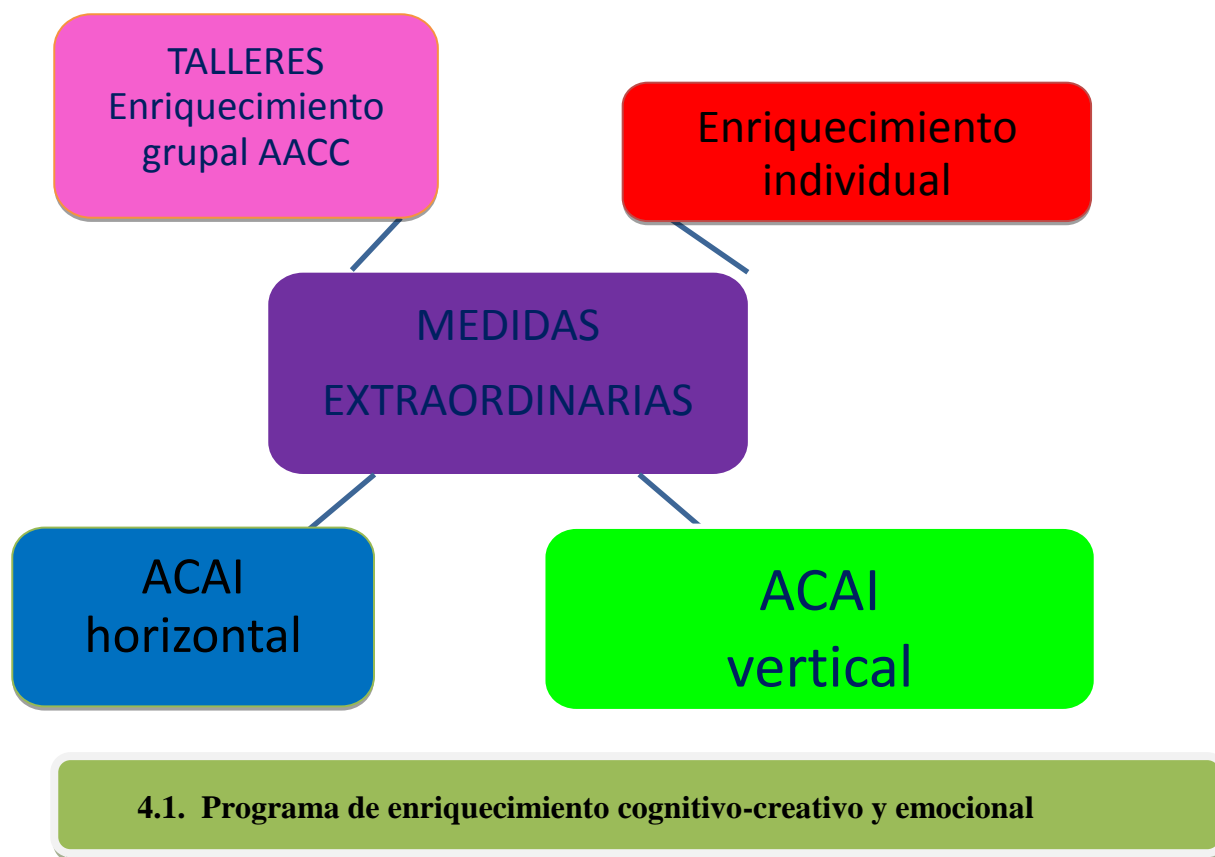 TALLERES
Enriquecimiento
grupal AACC
Enriquecimiento
individual
MEDIDAS
EXTRAORDINARIAS
ACAI
horizontal
ACAI
vertical
4.1. Programa de enriquecimiento cognitivo-creativo y emocional